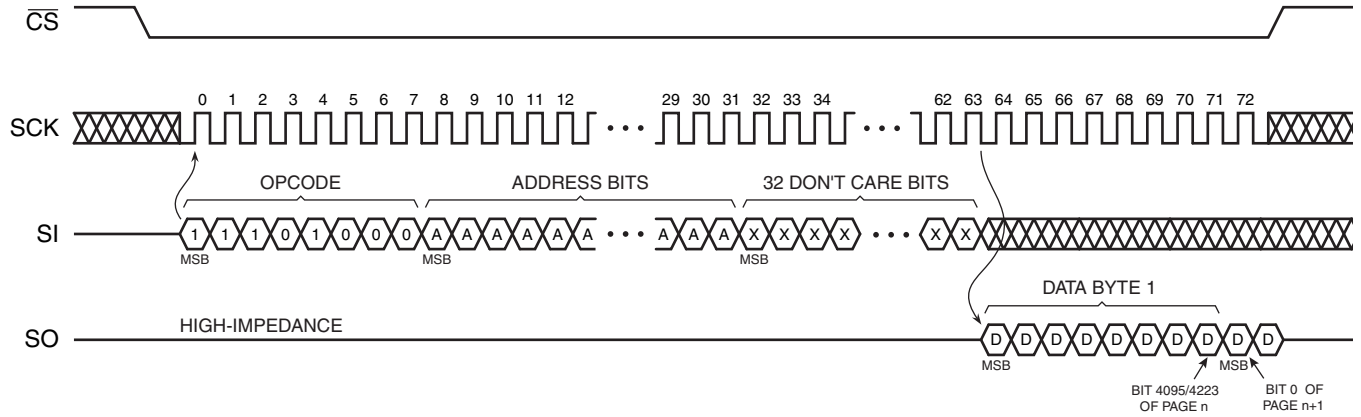 CS
0 1 2 3 4 5 6 7 8 9 10 11 12 29 30 31 32 33 34 62 63 64 65 66 67 68 69 70 71 72
SCK
OPCODE ADDRESS BITS 32 DON'T CARE BITS
SI 1 1 1 0 1 0 0 0 A A A A A A A A A X X X X X X
MSB MSB MSB
DATA BYTE 1
HIGH-IMPEDANCE
SO D D D D D D D D D D
MSB MSB
BIT 4095/4223 BIT 0 OF
OF PAGE n PAGE n+1